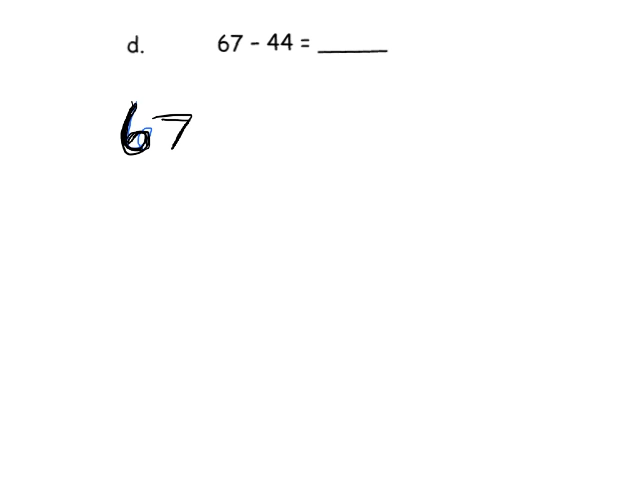 d. 67 - 44 = ______
67